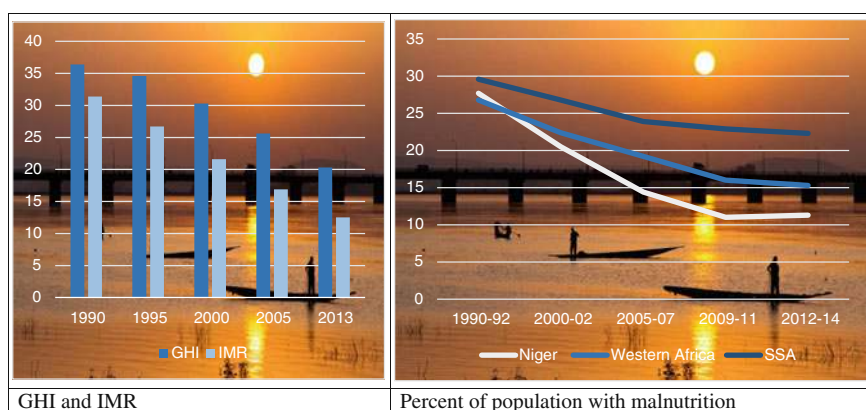 40
35
30
25
20
15
10
5
0
1990 1995 2000 2005 2013
GHI IMR
GHI and IMR
35
30
25
20
15
10
5
0
1990-92 2000-02 2005-07 2009-11 2012-14
Niger Western Africa SSA
Percent of population with malnutrition